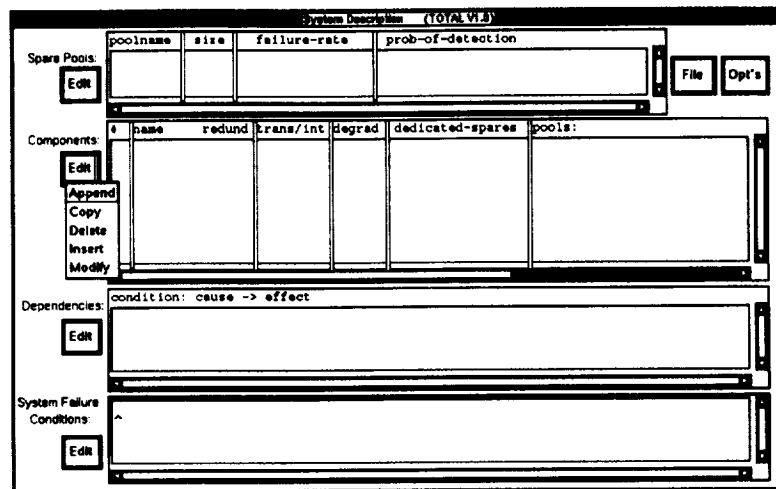 System Description (TOTAL V1.8)
poolname size failure-rate prob-of-detection
Spare Pools:
Edit
File
Opt's
# name redund trans/int degrad dedicated-spares pools:
Components:
Edit
Append
Copy
Delete
Insert
Modify
condition: cause -> effect
Dependencies:
Edit
System Failure
Conditions:
^
Edit